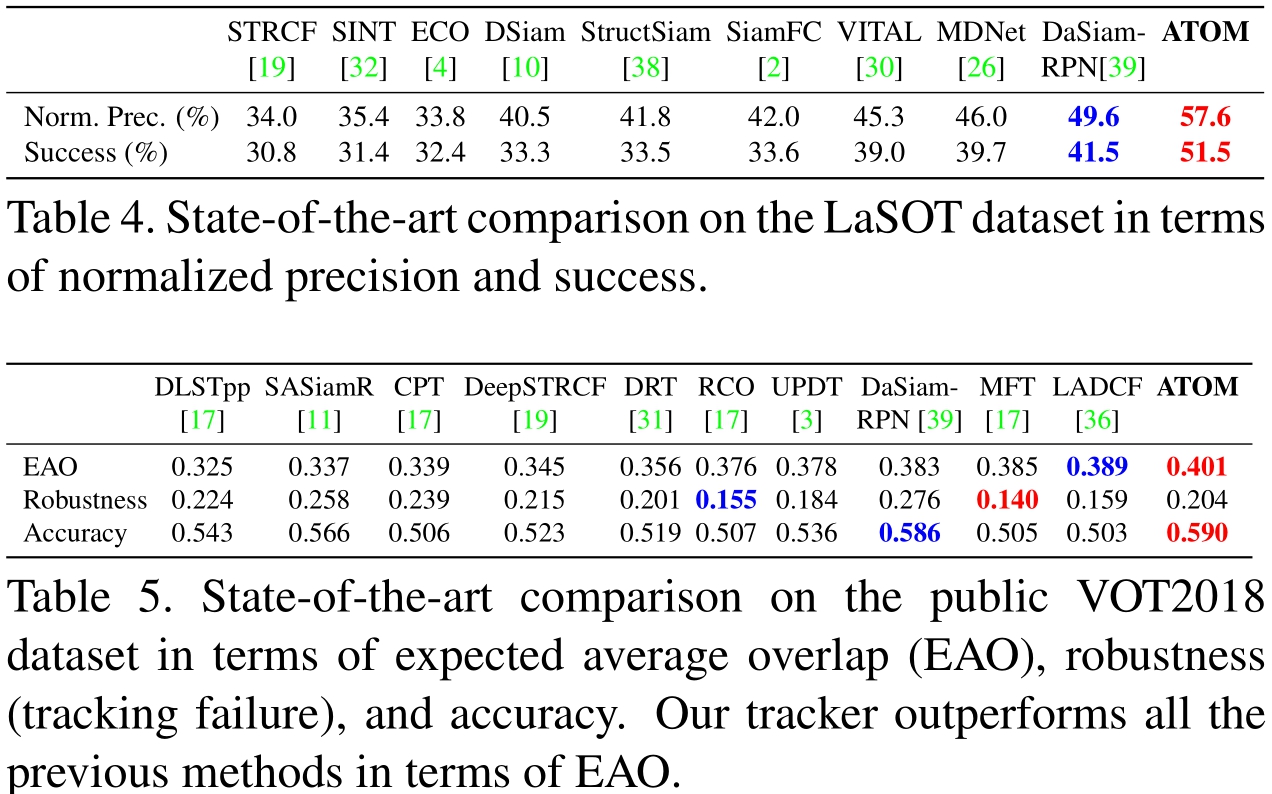 STRCF SINT ECO DSiam StructSiam SiamFC VITAL MDNet DaSiam- ATOM
[19] [32] [4] [10] [38] [2] [30] [26] RPN[39]
Norm. Prec. (%) 34.0 35.4 33.8 40.5 41.8 42.0 45.3 46.0 49.6 57.6
Success (%) 30.8 31.4 32.4 33.3 33.5 33.6 39.0 39.7 41.5 51.5
Table 4. State-of-the-art comparison on the LaSOT dataset in terms
of normalized precision and success.
DLSTpp SASiamR CPT DeepSTRCF DRT RCO UPDT DaSiam- MFT LADCF ATOM
[17] [11] [17] [19] [31] [17] [3] RPN [39] [17] [36]
EAO 0.325 0.337 0.339 0.345 0.356 0.376 0.378 0.383 0.385 0.389 0.401
Robustness 0.224 0.258 0.239 0.215 0.201 0.155 0.184 0.276 0.140 0.159 0.204
Accuracy 0.543 0.566 0.506 0.523 0.519 0.507 0.536 0.586 0.505 0.503 0.590
Table 5. State-of-the-art comparison on the public VOT2018
dataset in terms of expected average overlap (EAO), robustness
(tracking failure), and accuracy. Our tracker outperforms all the
previous methods in terms of EAO.